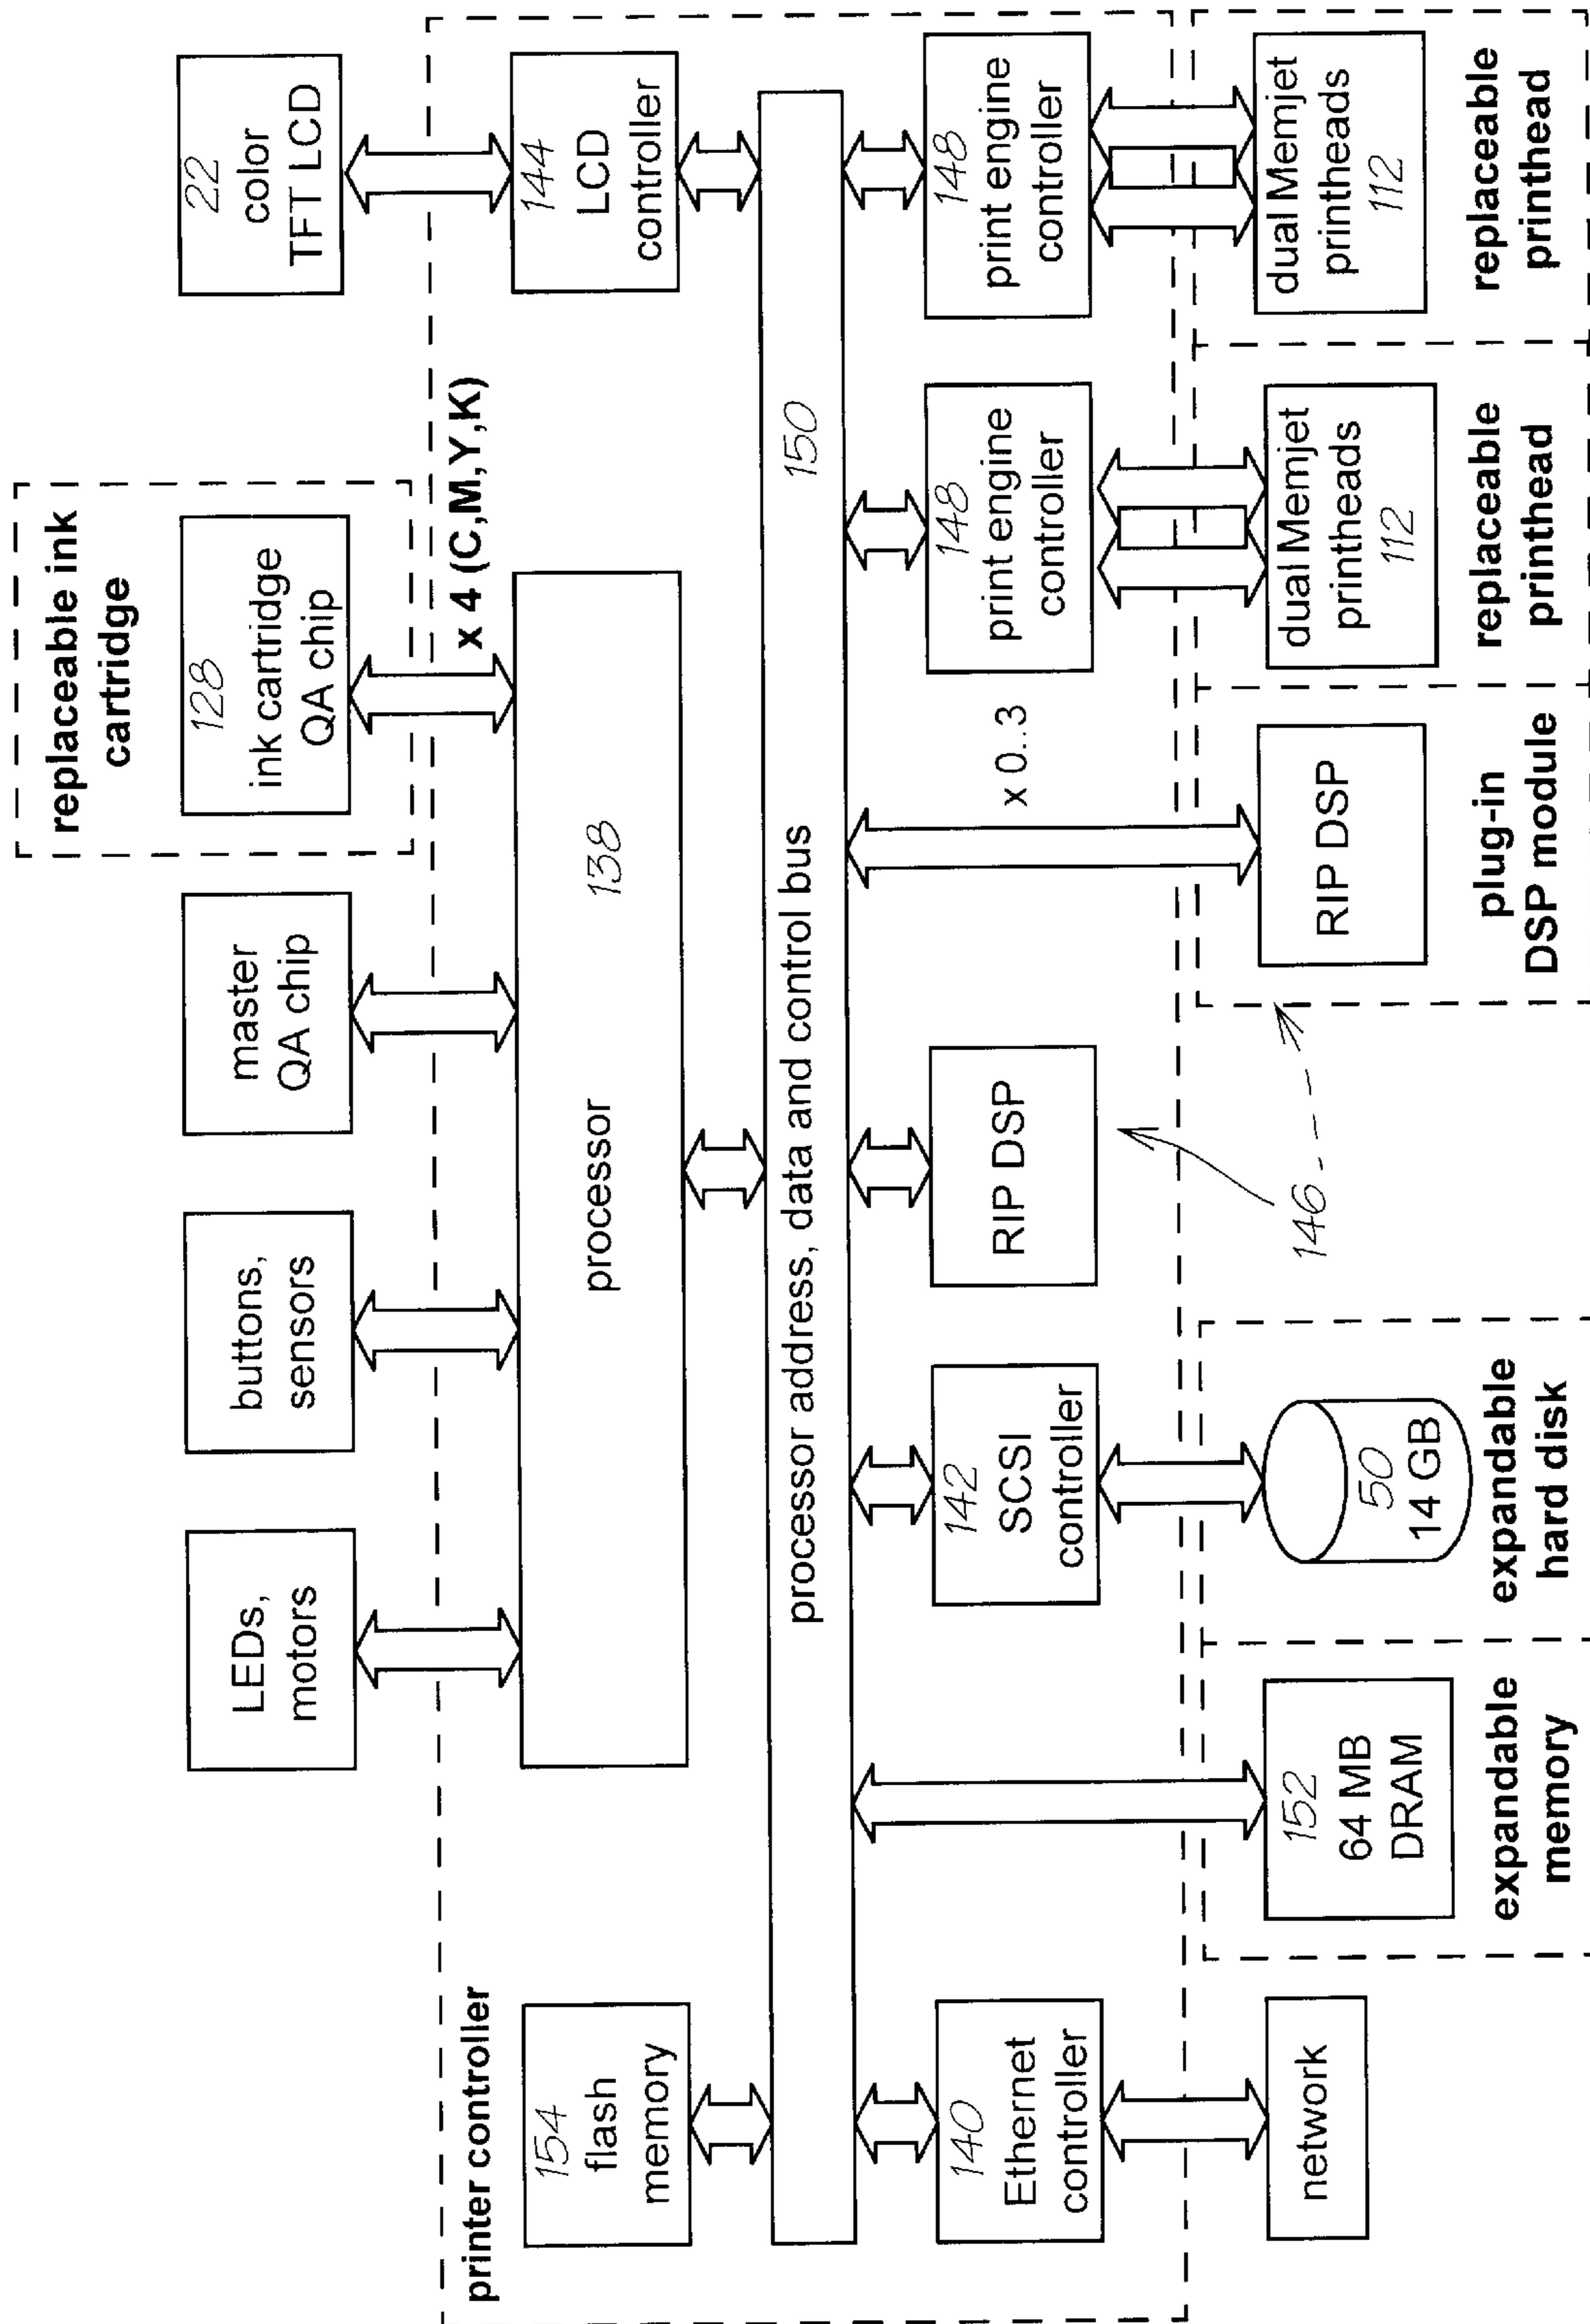 replaceable ink
cartridge
128
ink cartridge
QA chip
x 4 (C,M,Y,K)
LEDs,
motors
buttons,
sensors
master
QA chip
22
color
TFT LCD
printer controller
154
flash
memory
processor
138
144
LCD
controller
processor address, data and control bus
150
140
Ethernet
controller
142
SCSI
controller
RIP DSP
x 0..3
148
print engine
controller
148
print engine
controller
146
network
152
64 MB
DRAM
expandable
memory
50
14 GB
expandable
hard disk
RIP DSP
plug-in
DSP module
dual Memjet
printheads
112
replaceable
printhead
dual Memjet
printheads
112
replaceable
printhead